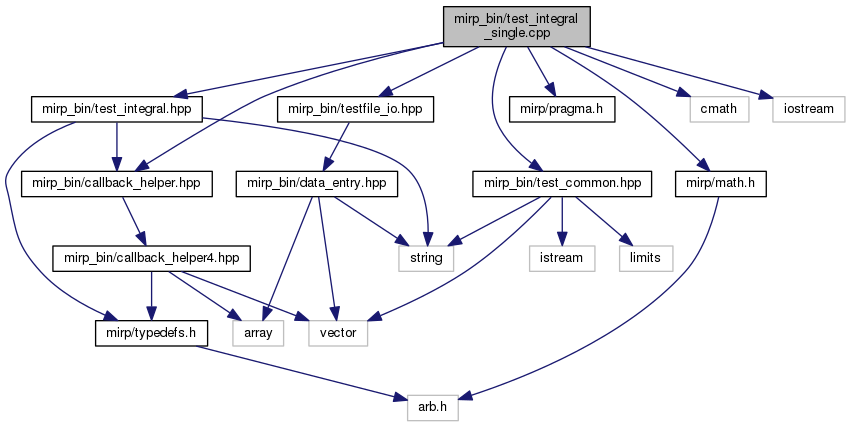 mirp_bin/test_integral
_single.cpp
mirp_bin/test_integral.hpp
mirp_bin/testfile_io.hpp
mirp/pragma.h
cmath
iostream
mirp_bin/callback_helper.hpp
mirp_bin/data_entry.hpp
mirp_bin/test_common.hpp
mirp/math.h
mirp_bin/callback_helper4.hpp
string
istream
limits
mirp/typedefs.h
array
vector
arb.h